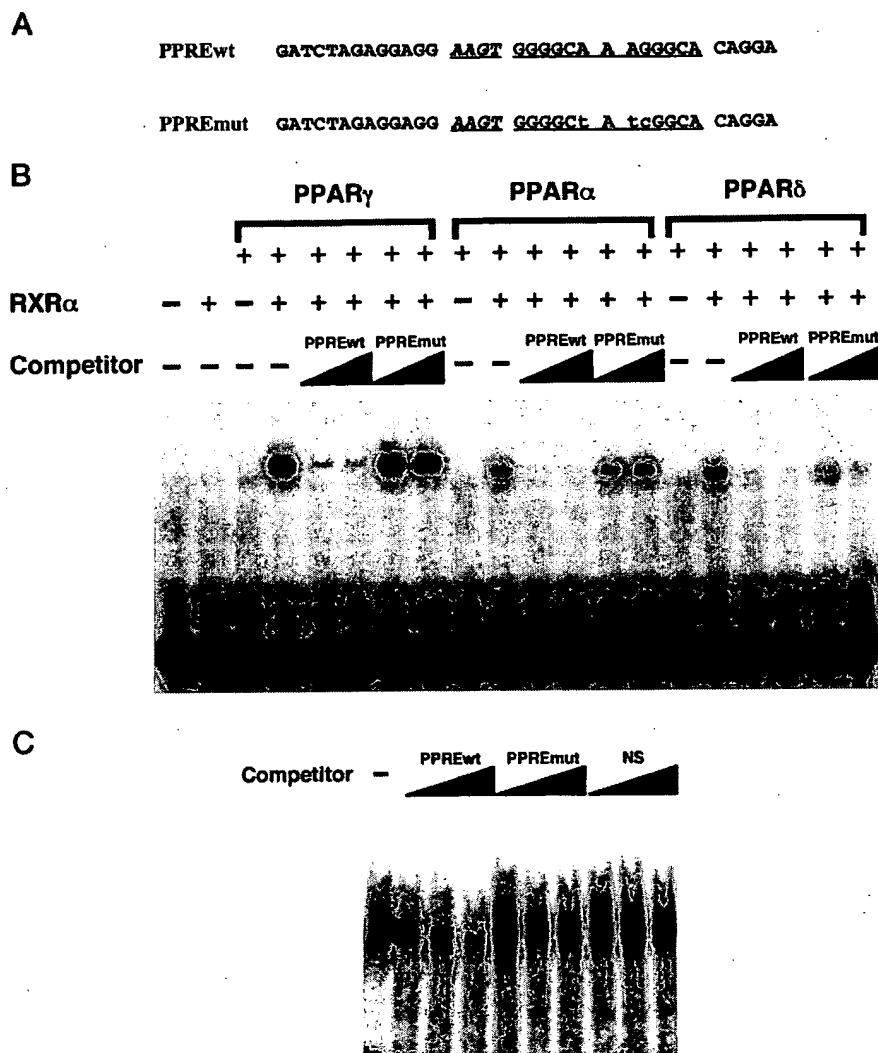 A
PPREwt GATCTAGAGGAGG AAGT GGGGCA A AGGGCA CAGGA
PPREmut GATCTAGAGGAGG AAGT GGGGCt A tcGGCA CAGGA
B
PPARγ PPARα PPARδ
+ + + + + + + + + + + + + + + + + +
RXRα – + – + + + + + – + + + + + – + + + + +
PPREwt PPREmut PPREwt PPREmut PPREwt PPREmut
Competitor – – – – – – – –
C
PPREwt PPREmut NS
Competitor –